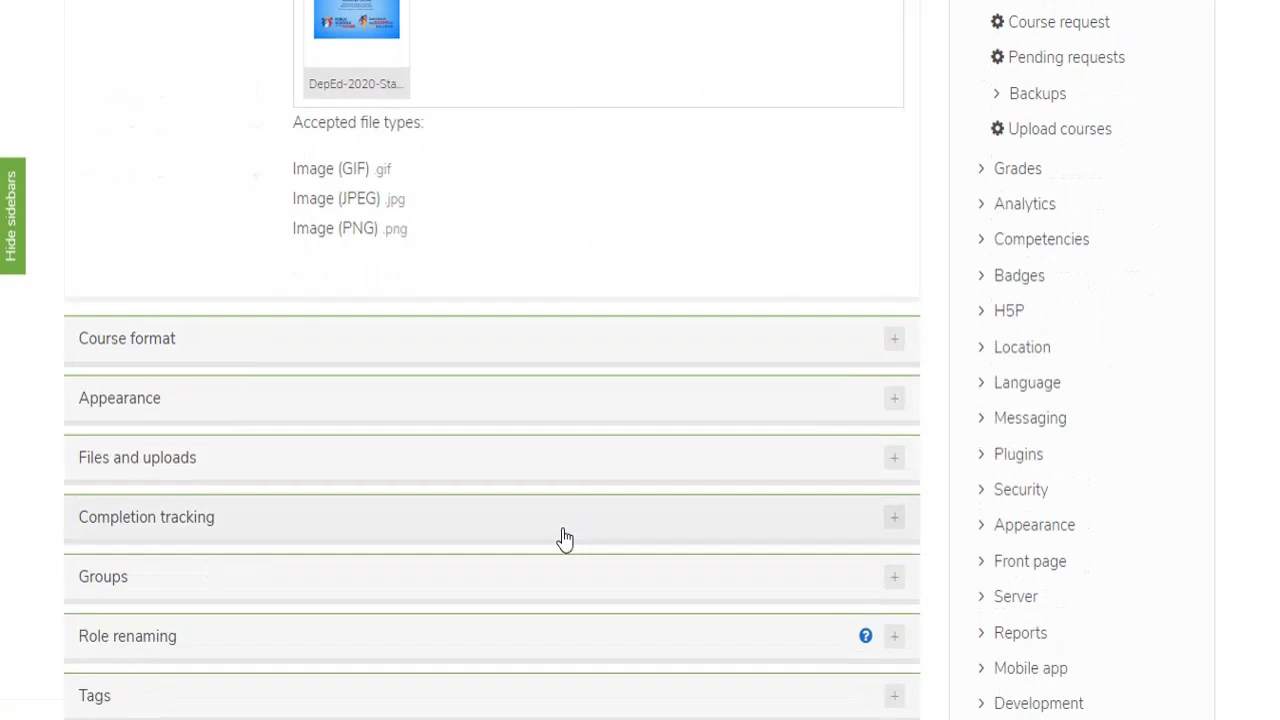 DepEd-2020-Sta...
Accepted file types:
Image (GIF) .gif
Image (JPEG) .jpg
Image (PNG) .png
Hide sidebars
Course format
Appearance
Files and uploads
Completion tracking
Groups
Role renaming
Tags
Course request
Pending requests
Backups
Upload courses
Grades
Analytics
Competencies
Badges
H5P
Location
Language
Messaging
Plugins
Security
Appearance
Front page
Server
Reports
Mobile app
Development